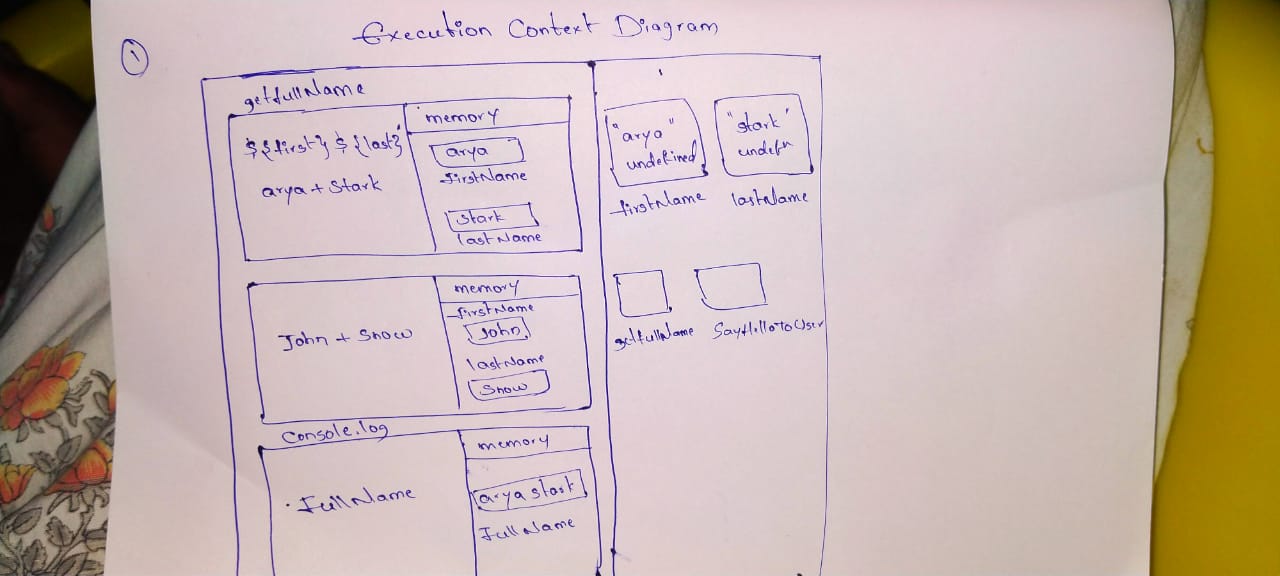 Execution Context Diagram
1
getfullName
${first} ${last}
arya + Stark
memory
arya
firstName
Stark
lastName
John + Snow
memory
firstName
John
lastName
Snow
Console.log
FullName
memory
arya stark
FullName
"arya"
undefined
firstName
"stark"
undefn
lastName
getfullName
SayHelloToUser